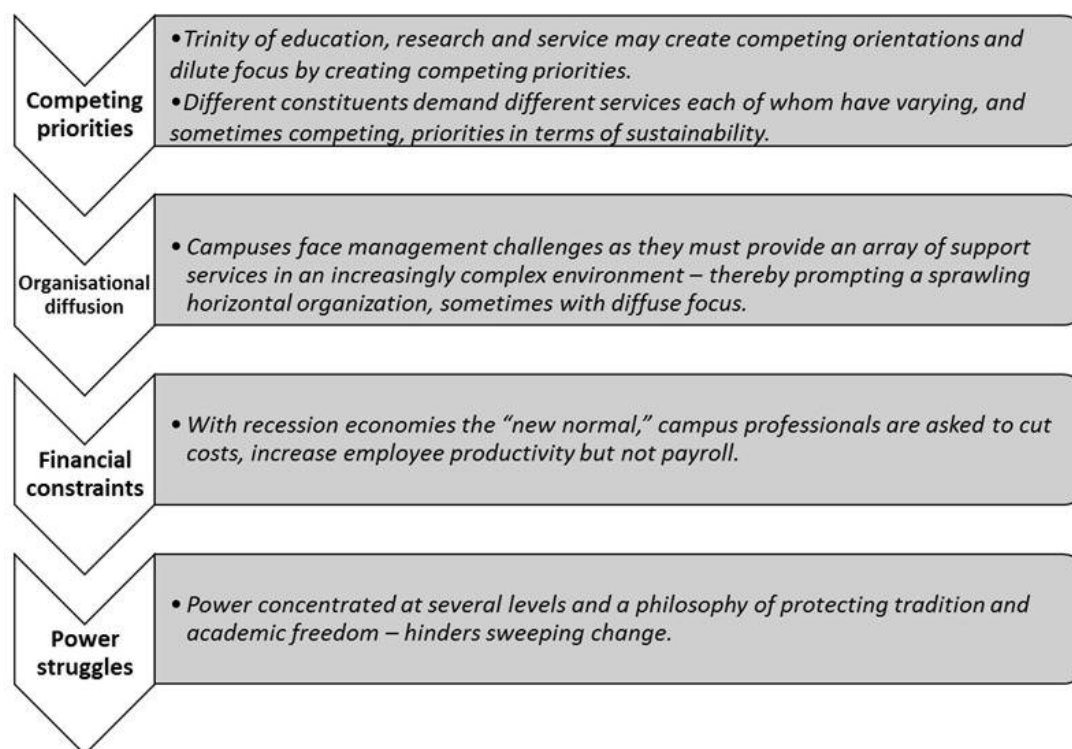 Competing
priorities
•Trinity of education, research and service may create competing orientations and
dilute focus by creating competing priorities.
•Different constituents demand different services each of whom have varying, and
sometimes competing, priorities in terms of sustainability.
Organisational
diffusion
• Campuses face management challenges as they must provide an array of support
services in an increasingly complex environment – thereby prompting a sprawling
horizontal organization, sometimes with diffuse focus.
Financial
constraints
• With recession economies the “new normal,” campus professionals are asked to cut
costs, increase employee productivity but not payroll.
Power
struggles
• Power concentrated at several levels and a philosophy of protecting tradition and
academic freedom – hinders sweeping change.